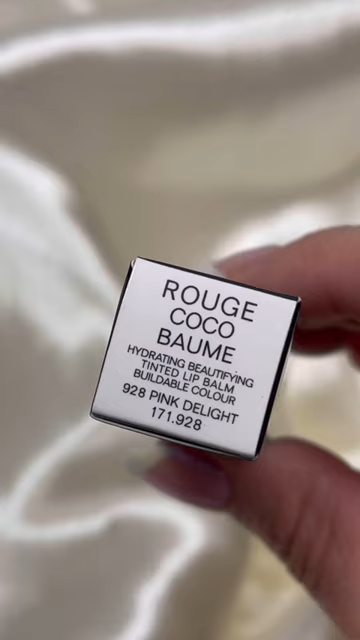 ROUGE
COCO
BAUME
HYDRATING BEAUTIFYING
TINTED LIP BALM
BUILDABLE COLOUR
928 PINK DELIGHT
171.928